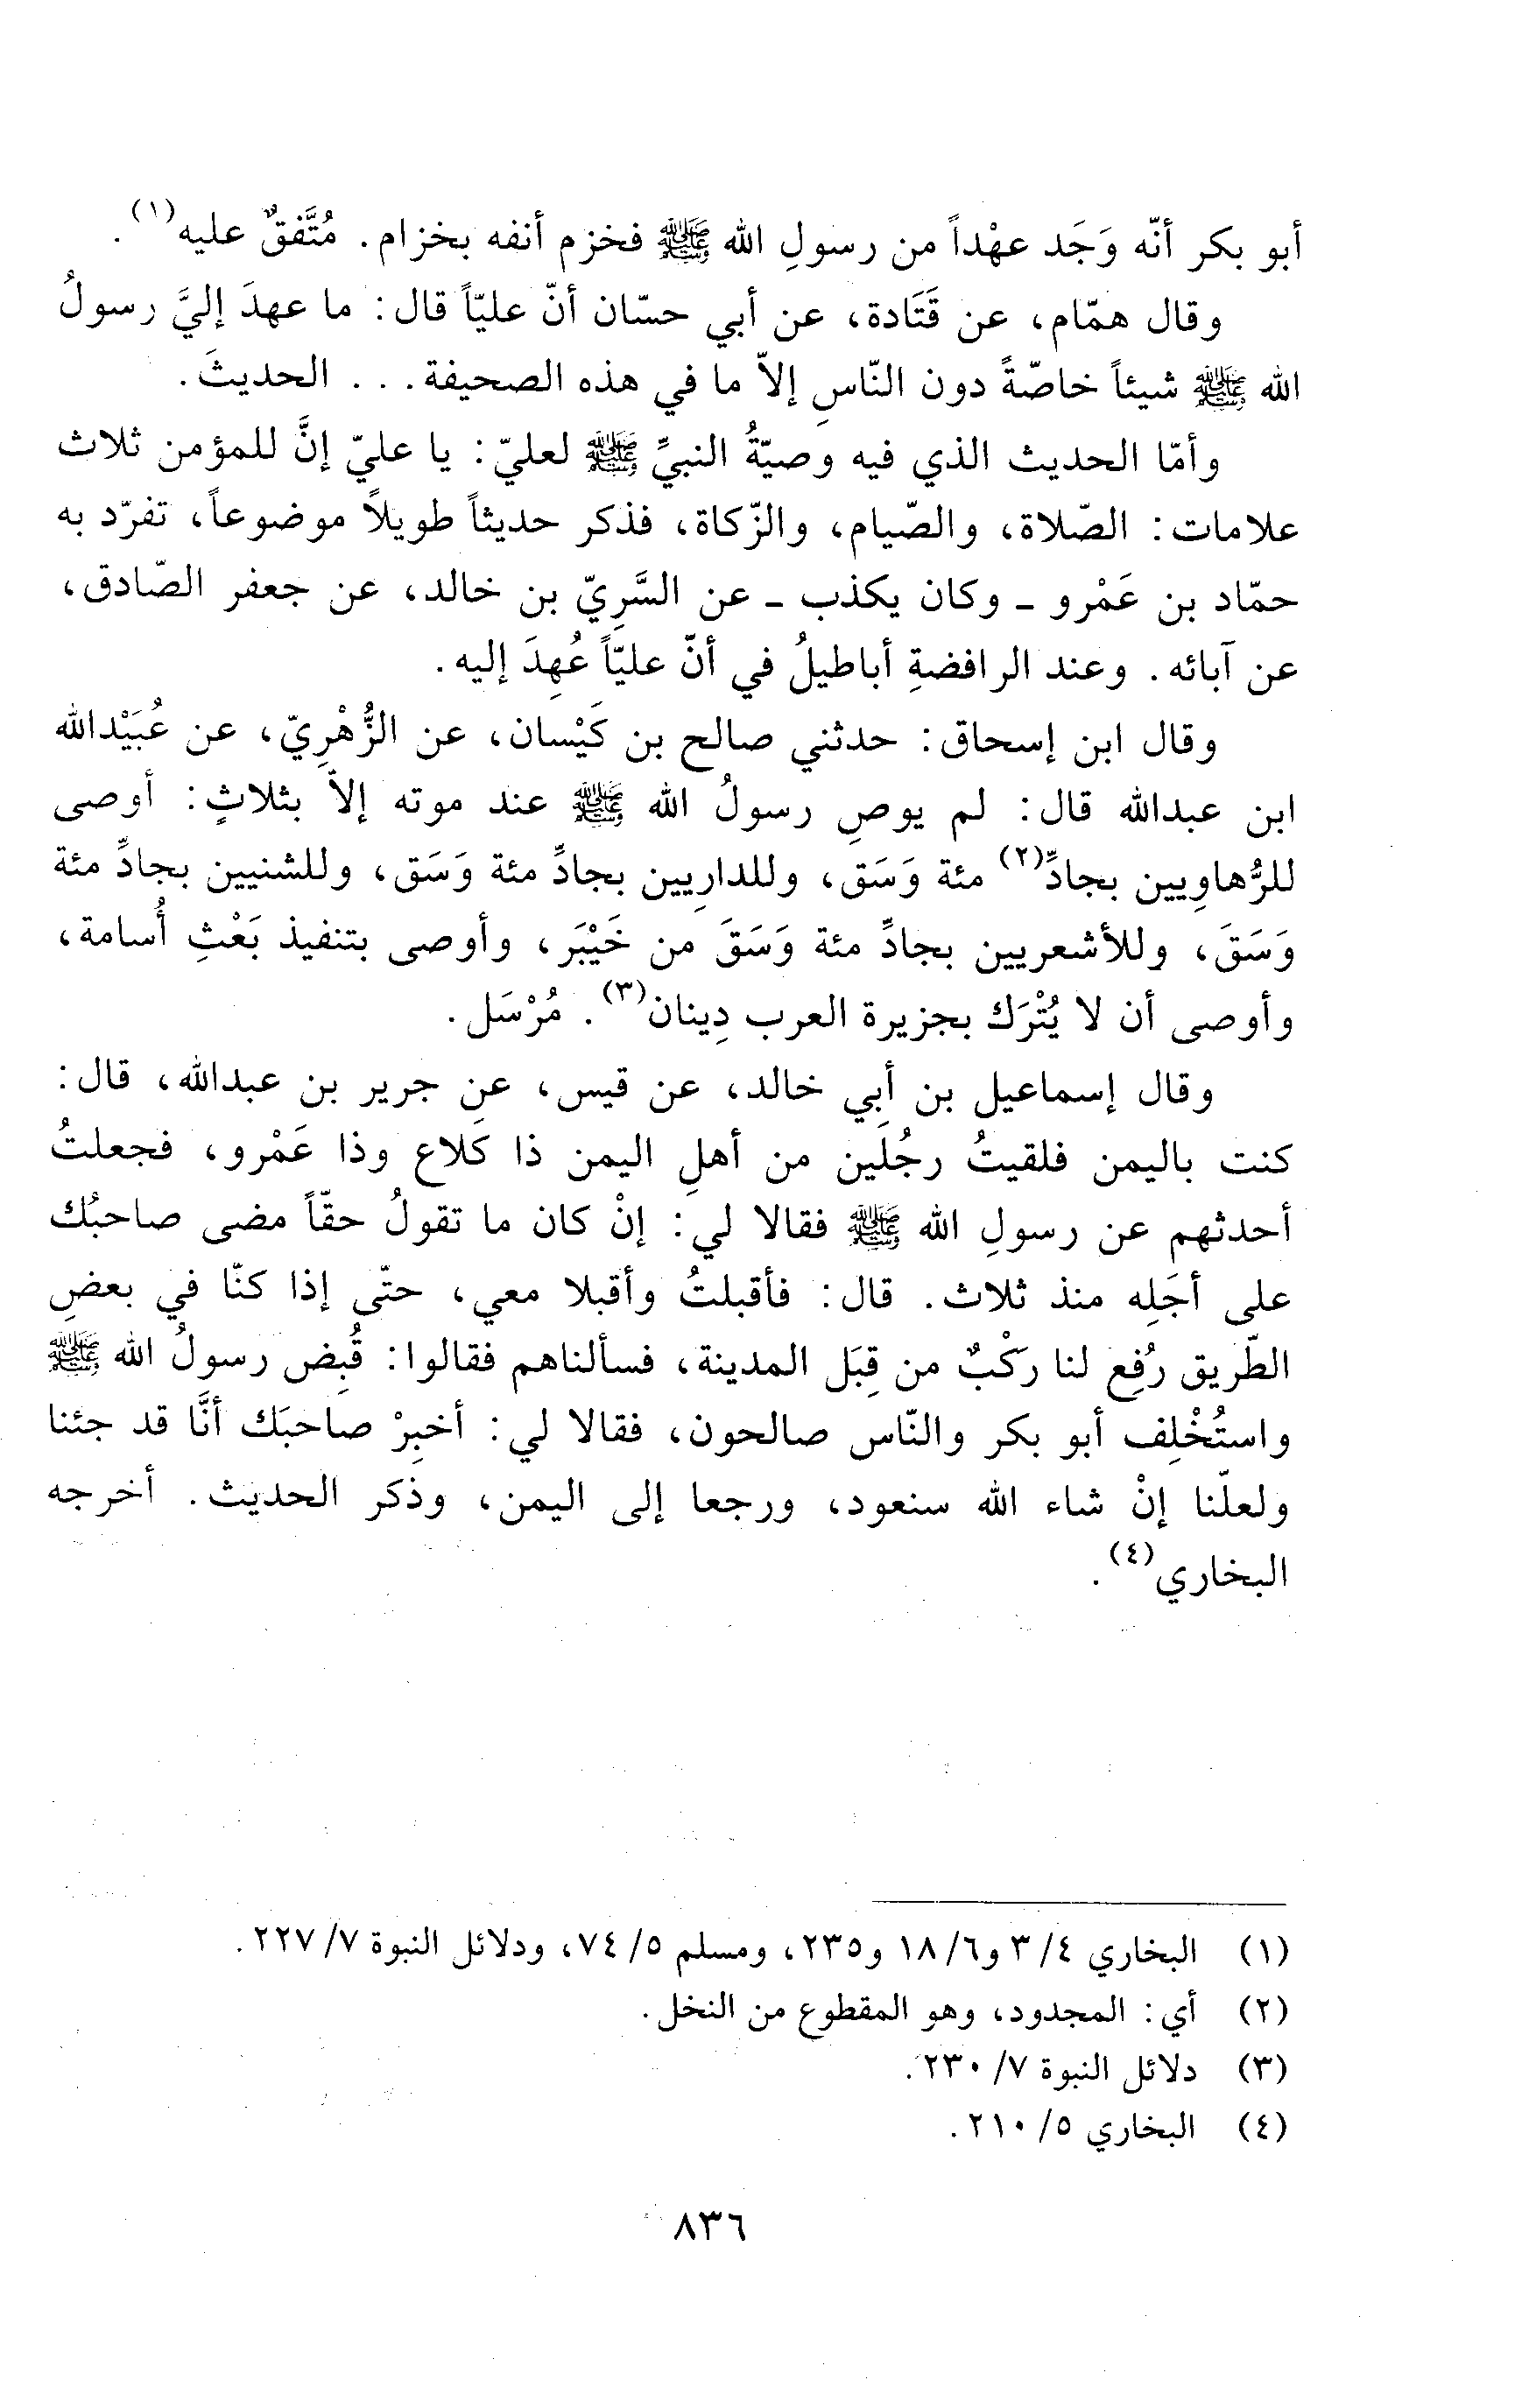 أبو بكر أنّه وَجَد عهْداً من رسولِ الله ﷺ فخزم أنفه بخزام. مُتَّفقٌ عليه(١).
وقال همّام، عن قَتَادة، عن أبي حسّان أنّ عليّاً قال: ما عهدَ إليَّ رسولُ
الله ﷺ شيئاً خاصّةً دون النّاسِ إلاّ ما في هذه الصحيفة. . . الحديثَ.
وأمّا الحديث الذي فيه وصيّةُ النبيِّ ﷺ لعليّ: يا عليّ إنَّ للمؤمن ثلاث
علامات: الصّلاة، والصّيام، والزّكاة، فذكر حديثاً طويلاً موضوعاً، تفرّد به
حمّاد بن عَمْرو ـ وكان يكذب ـ عن السَّرِيّ بن خالد، عن جعفر الصّادق،
عن آبائه. وعند الرافضةِ أباطيلُ في أنّ عليّاً عُهِدَ إليه.
وقال ابن إسحاق: حدثني صالح بن كَيْسان، عن الزُّهْرِيّ، عن عُبَيْدالله
ابن عبدالله قال: لم يوصِ رسولُ الله ﷺ عند موته إلاّ بثلاثٍ: أوصى
للرُّهاوِيين بجادِّ(٢) مئة وَسَق، وللدارِيين بجادِّ مئة وَسَق، وللشنيين بجادِّ مئة
وَسَقَ، وللأشعريين بجادِّ مئة وَسَقَ من خَيْبَر، وأوصى بتنفيذ بَعْثِ أُسامة،
وأوصى أن لا يُتْرَك بجزيرة العرب دِينان(٣). مُرْسَل.
وقال إسماعيل بن أبي خالد، عن قيس، عن جرير بن عبدالله، قال:
كنت باليمن فلقيتُ رجُلَين من أهلِ اليمن ذا كَلاع وذا عَمْرو، فجعلتُ
أحدثهم عن رسولِ الله ﷺ فقالا لي: إنْ كان ما تقولُ حقّاً مضى صاحبُك
على أجَلِه منذ ثلاث. قال: فأقبلتُ وأقبلا معي، حتّى إذا كنّا في بعضِ
الطّريق رُفِع لنا رَكْبٌ من قِبَل المدينة، فسألناهم فقالوا: قُبِض رسولُ الله ﷺ
واستُخْلِف أبو بكر والنّاس صالحون، فقالا لي: أخبِرْ صاحبَك أنَّا قد جئنا
ولعلّنا إنْ شاء الله سنعود، ورجعا إلى اليمن، وذكر الحديث. أخرجه
البخاري(٤).
(١) البخاري ٤/ ٣ و٦/ ١٨ و٢٣٥، ومسلم ٥/ ٧٤، ودلائل النبوة ٧/ ٢٢٧.
(٢) أي: المجدود، وهو المقطوع من النخل.
(٣) دلائل النبوة ٧/ ٢٣٠.
(٤) البخاري ٥/ ٢١٠.
٨٣٦